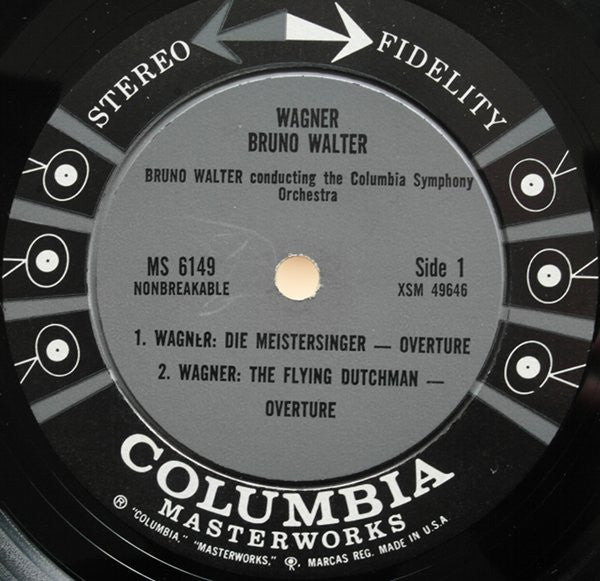 STEREO FIDELITY
WAGNER
BRUNO WALTER
BRUNO WALTER conducting the Columbia Symphony
Orchestra
MS 6149
NONBREAKABLE
Side 1
XSM 49646
1. WAGNER: DIE MEISTERSINGER — OVERTURE
2. WAGNER: THE FLYING DUTCHMAN —
OVERTURE
COLUMBIA
MASTERWORKS
® "COLUMBIA," "MASTERWORKS," ®, MARCAS REG. MADE IN U.S.A.